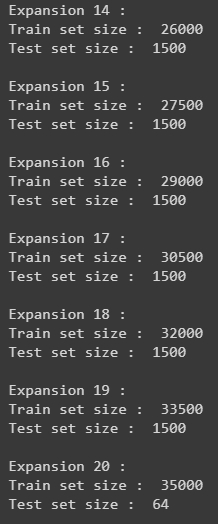 Expansion 14 :
Train set size :  26000
Test set size :  1500

Expansion 15 :
Train set size :  27500
Test set size :  1500

Expansion 16 :
Train set size :  29000
Test set size :  1500

Expansion 17 :
Train set size :  30500
Test set size :  1500

Expansion 18 :
Train set size :  32000
Test set size :  1500

Expansion 19 :
Train set size :  33500
Test set size :  1500

Expansion 20 :
Train set size :  35000
Test set size :  64